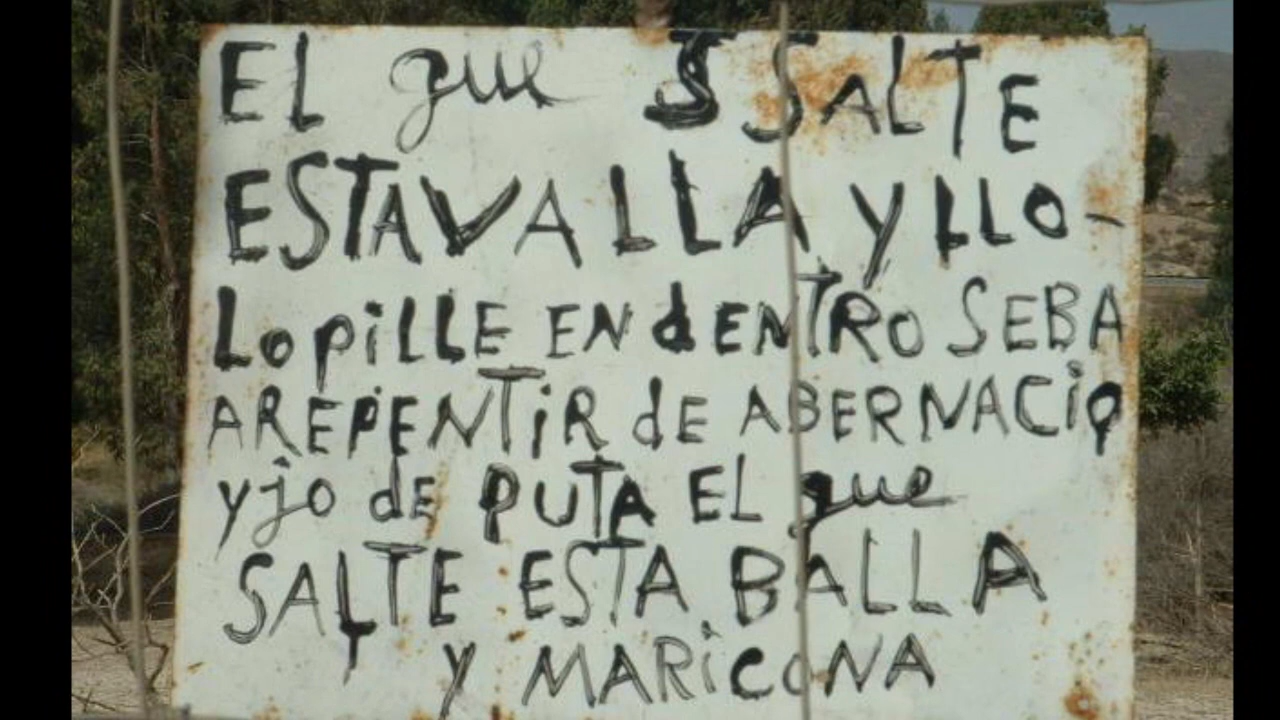 EL que S SALTE
ESTAVALLA y LLO-
LopiLLE EN dENTRO SEBA
AREPENTiR dE ABERNACIO
yjo de PUTA EL que
SALTE ESTA BALLA
y MARicoNA